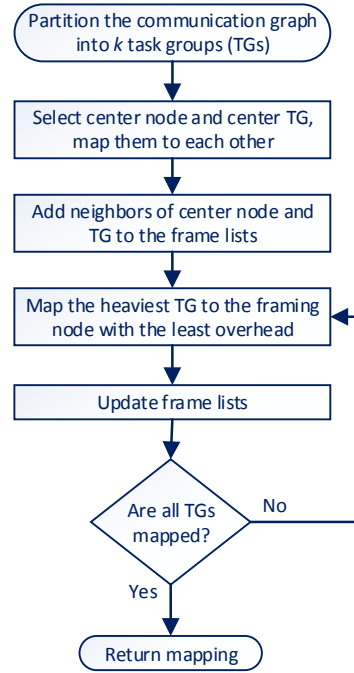 Partition the communication graph
into k task groups (TGs)
Select center node and center TG,
map them to each other
Add neighbors of center node and
TG to the frame lists
Map the heaviest TG to the framing
node with the least overhead
Update frame lists
Are all TGs
mapped?
No
Yes
Return mapping